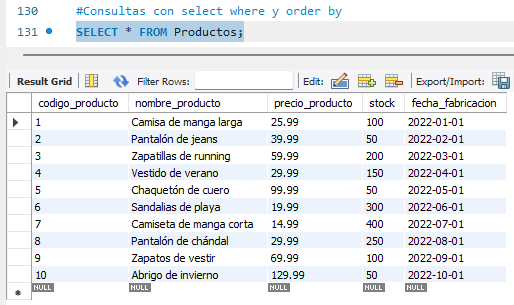 130 #Consultas con select where y order by
131 SELECT * FROM Productos;
Result Grid Filter Rows: Edit: Export/Import:
codigo_producto nombre_producto precio_producto stock fecha_fabricacion
1 Camisa de manga larga 25.99 100 2022-01-01
2 Pantalón de jeans 39.99 50 2022-02-01
3 Zapatillas de running 59.99 200 2022-03-01
4 Vestido de verano 29.99 150 2022-04-01
5 Chaquetón de cuero 99.99 50 2022-05-01
6 Sandalias de playa 19.99 300 2022-06-01
7 Camiseta de manga corta 14.99 400 2022-07-01
8 Pantalón de chándal 29.99 250 2022-08-01
9 Zapatos de vestir 69.99 100 2022-09-01
10 Abrigo de invierno 129.99 50 2022-10-01
NULL NULL NULL NULL NULL